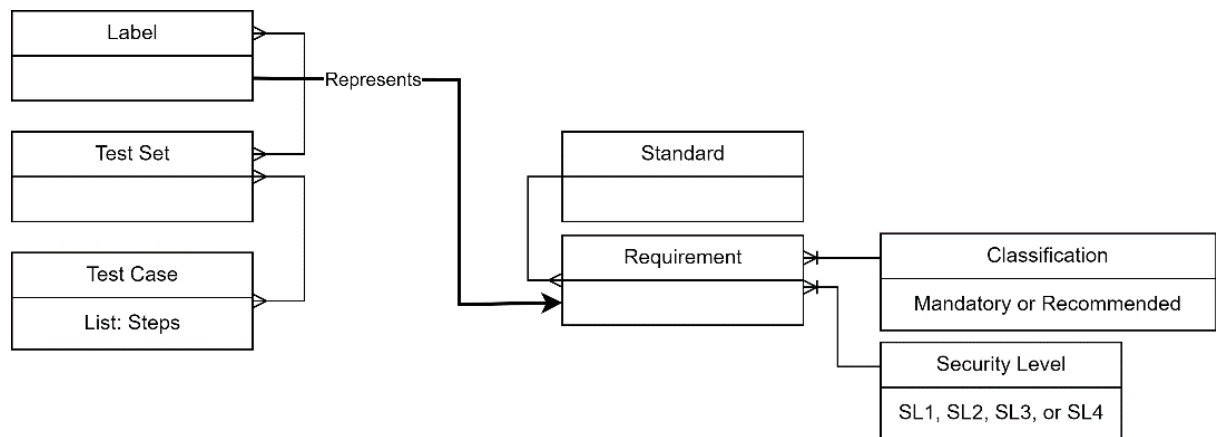 Label
Represents
Test Set
Test Case
List: Steps
Standard
Requirement
Classification
Mandatory or Recommended
Security Level
SL1, SL2, SL3, or SL4